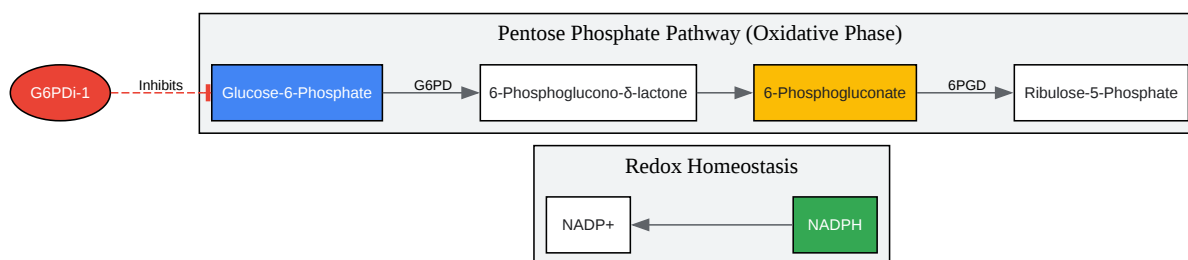 Pentose Phosphate Pathway (Oxidative Phase)
G6PDi-1
Inhibits
Glucose-6-Phosphate
G6PD
6-Phosphoglucono-δ-lactone
6-Phosphogluconate
6PGD
Ribulose-5-Phosphate
Redox Homeostasis
NADP+
NADPH